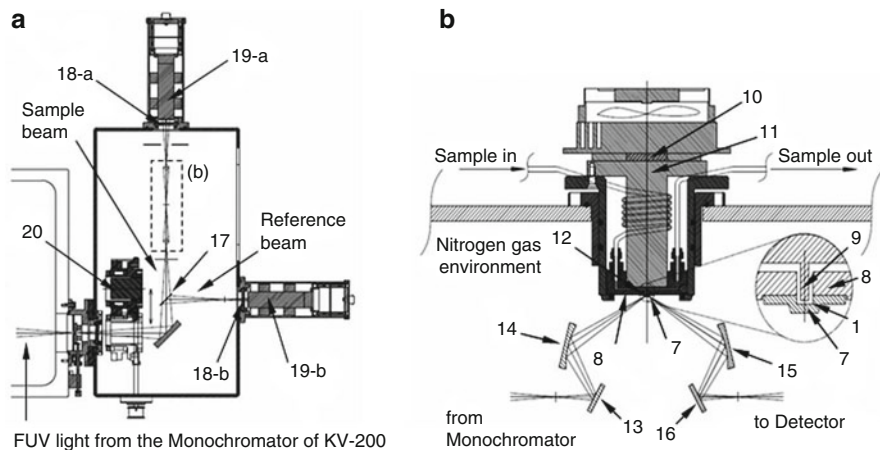 a
18-a
19-a
Sample
beam
(b)
Reference
beam
20
17
18-b
19-b
FUV light from the Monochromator of KV-200
b
10
11
Sample in
Sample out
12
Nitrogen gas
environment
9
8
1
7
14
8
7
15
13
16
from
Monochromator
to Detector